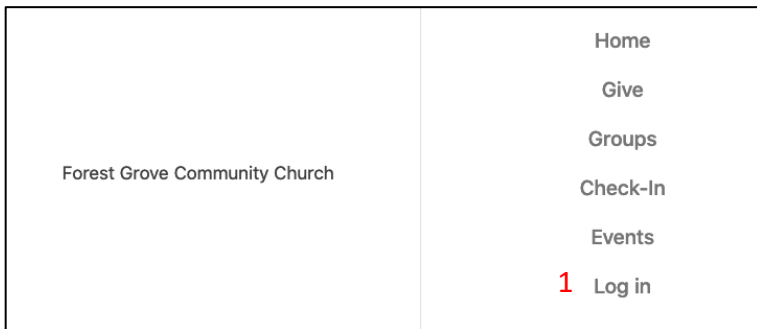 Forest Grove Community Church
Home
Give
Groups
Check-In
Events
1 Log in